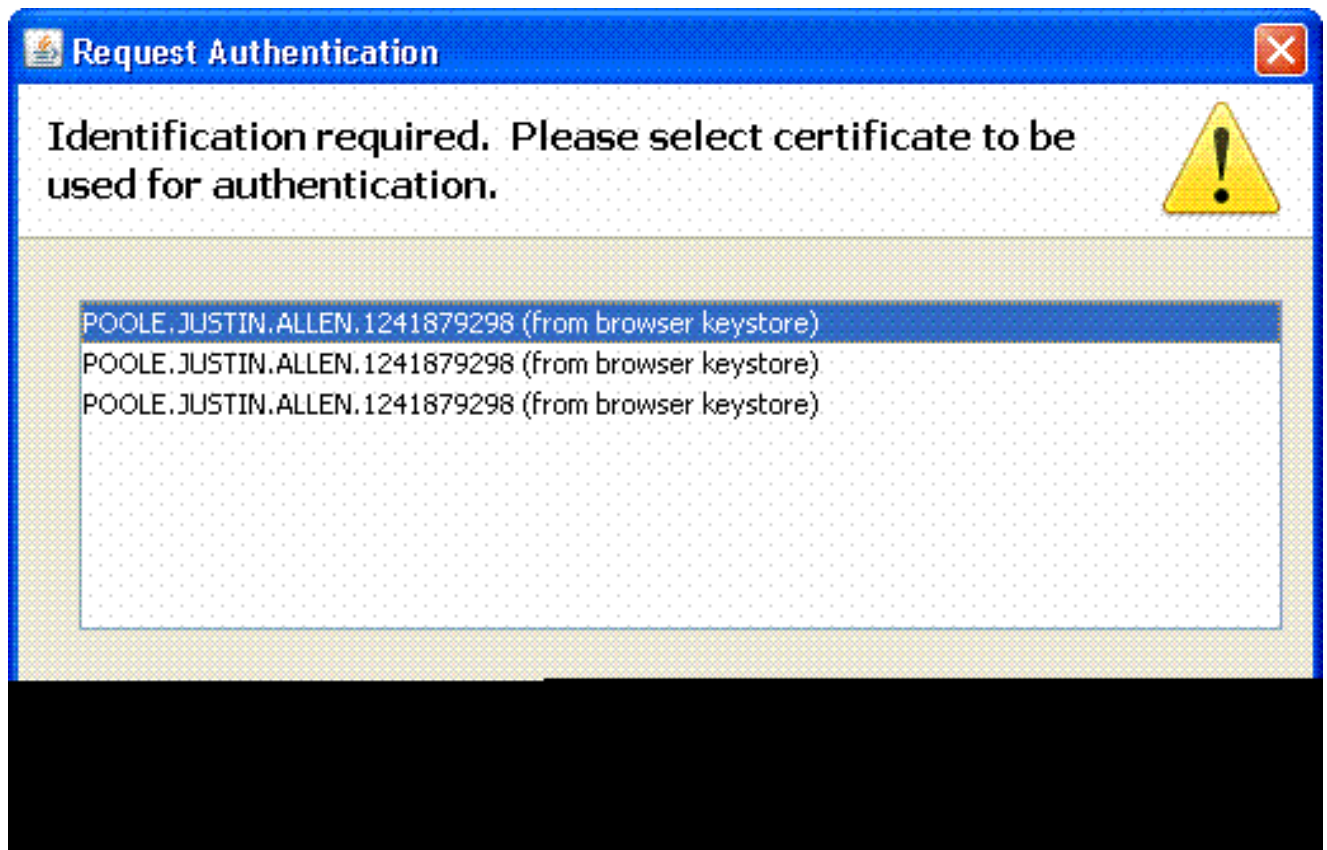 Request Authentication
Identification required.  Please select certificate to be
used for authentication.
POOLE.JUSTIN.ALLEN.1241879298 (from browser keystore)
POOLE.JUSTIN.ALLEN.1241879298 (from browser keystore)
POOLE.JUSTIN.ALLEN.1241879298 (from browser keystore)